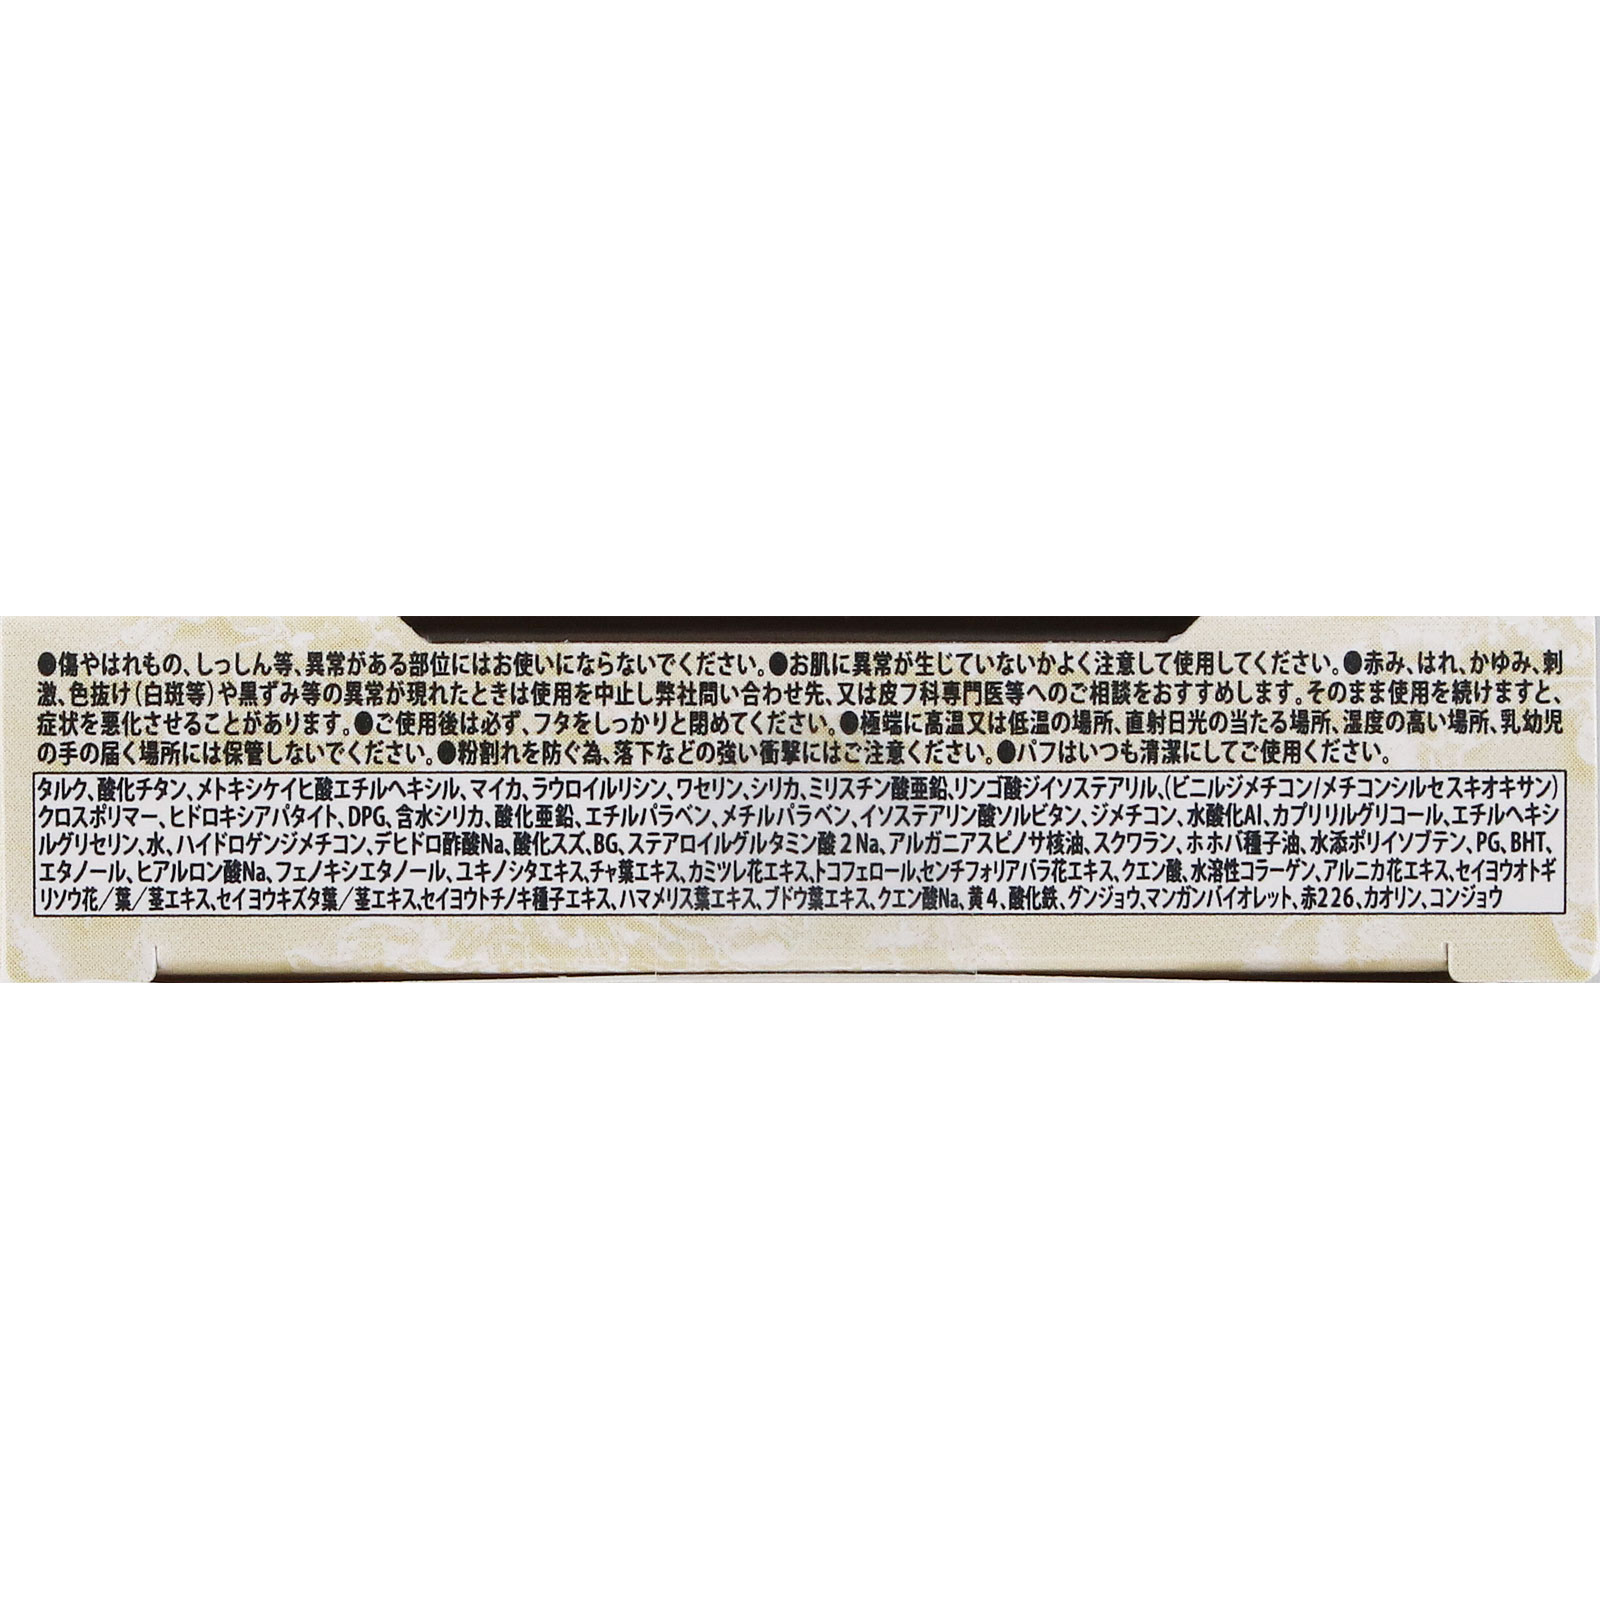 ●傷やはれもの、しっしん等、異常がある部位にはお使いにならないでください。●お肌に異常が生じていないかよく注意して使用してください。●赤み、はれ、かゆみ、刺
激、色抜け(白斑等)や黒ずみ等の異常が現れたときは使用を中止し弊社問い合わせ先、又は皮フ科専門医等へのご相談をおすすめします。そのまま使用を続けますと、
症状を悪化させることがあります。●ご使用後は必ず、フタをしっかりと閉めてください。●極端に高温又は低温の場所、直射日光の当たる場所、湿度の高い場所、乳幼児
の手の届く場所には保管しないでください。●粉割れを防ぐ為、落下などの強い衝撃にはご注意ください。●パフはいつも清潔にしてご使用ください。
タルク、酸化チタン、メトキシケイヒ酸エチルヘキシル、マイカ、ラウロイルリシン、ワセリン、シリカ、ミリスチン酸亜鉛、リンゴ酸ジイソステアリル、(ビニルジメチコン/メチコンシルセスキオキサン)
クロスポリマー、ヒドロキシアパタイト、DPG、含水シリカ、酸化亜鉛、エチルパラベン、メチルパラベン、イソステアリン酸ソルビタン、ジメチコン、水酸化Al、カプリリルグリコール、エチルヘキシ
ルグリセリン、水、ハイドロゲンジメチコン、デヒドロ酢酸Na、酸化スズ、BG、ステアロイルグルタミン酸2Na、アルガニアスピノサ核油、スクワラン、ホホバ種子油、水添ポリイソブテン、PG、BHT、
エタノール、ヒアルロン酸Na、フェノキシエタノール、ユキノシタエキス、チャ葉エキス、カミツレ花エキス、トコフェロール、センチフォリアバラ花エキス、クエン酸、水溶性コラーゲン、アルニカ花エキス、セイヨウオトギ
リソウ花/葉/茎エキス、セイヨウキズタ葉/茎エキス、セイヨウトチノキ種子エキス、ハマメリス葉エキス、ブドウ葉エキス、クエン酸Na、黄4、酸化鉄、グンジョウ、マンガンバイオレット、赤226、カオリン、コンジョウ